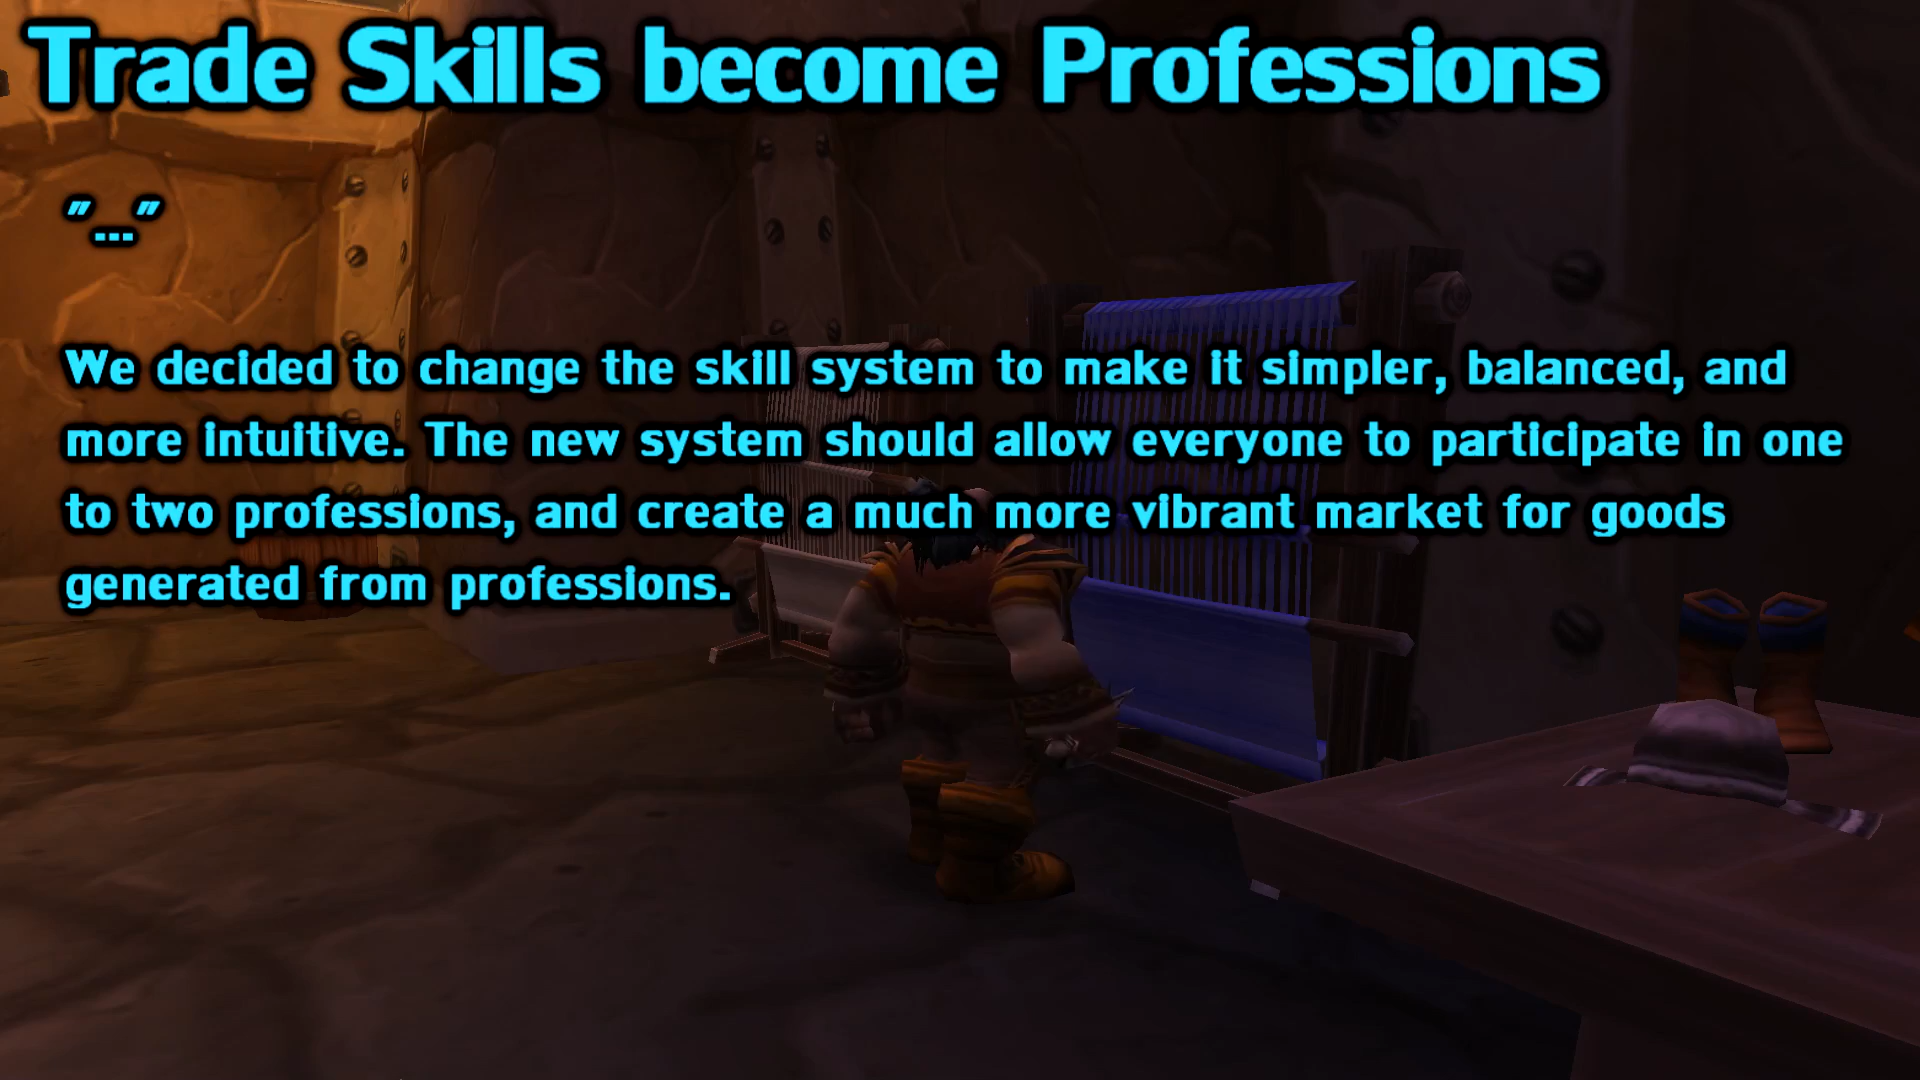 Trade Skills become Professions
"..."
We decided to change the skill system to make it simpler, balanced, and
more intuitive. The new system should allow everyone to participate in one
to two professions, and create a much more vibrant market for goods
generated from professions.